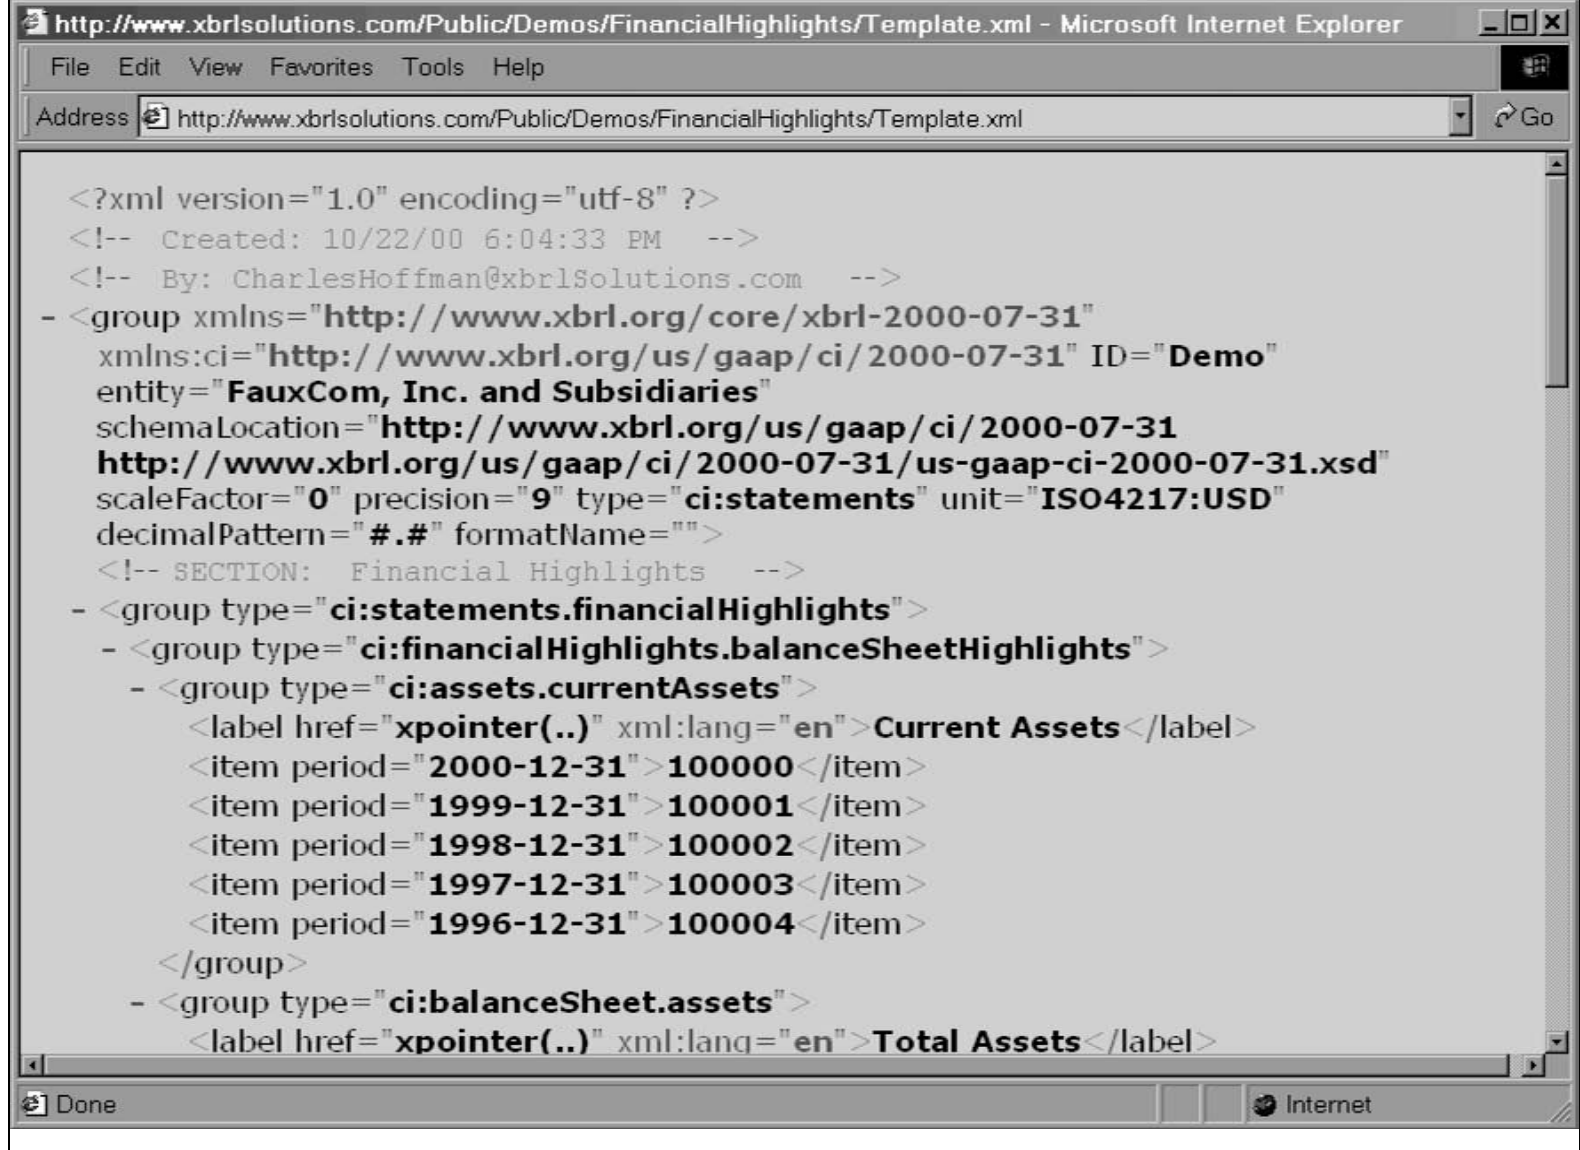 http://www.xbrlsolutions.com/Public/Demos/FinancialHighlights/Template.xml - Microsoft Internet Explorer
File Edit View Favorites Tools Help
Address http://www.xbrlsolutions.com/Public/Demos/FinancialHighlights/Template.xml Go
<?xml version="1.0" encoding="utf-8" ?>
<!-- Created: 10/22/00 6:04:33 PM -->
<!-- By: CharlesHoffman@xbrlSolutions.com -->
- <group xmlns="http://www.xbrl.org/core/xbrl-2000-07-31"
xmlns:ci="http://www.xbrl.org/us/gaap/ci/2000-07-31" ID="Demo"
entity="FauxCom, Inc. and Subsidiaries"
schemaLocation="http://www.xbrl.org/us/gaap/ci/2000-07-31
http://www.xbrl.org/us/gaap/ci/2000-07-31/us-gaap-ci-2000-07-31.xsd"
scaleFactor="0" precision="9" type="ci:statements" unit="ISO4217:USD"
decimalPattern="#.#" formatName="">
<!-- SECTION: Financial Highlights -->
- <group type="ci:statements.financialHighlights">
- <group type="ci:financialHighlights.balanceSheetHighlights">
- <group type="ci:assets.currentAssets">
<label href="xpointer(..)" xml:lang="en">Current Assets</label>
<item period="2000-12-31">100000</item>
<item period="1999-12-31">100001</item>
<item period="1998-12-31">100002</item>
<item period="1997-12-31">100003</item>
<item period="1996-12-31">100004</item>
</group>
- <group type="ci:balanceSheet.assets">
<label href="xpointer(..)" xml:lang="en">Total Assets</label>
Done Internet